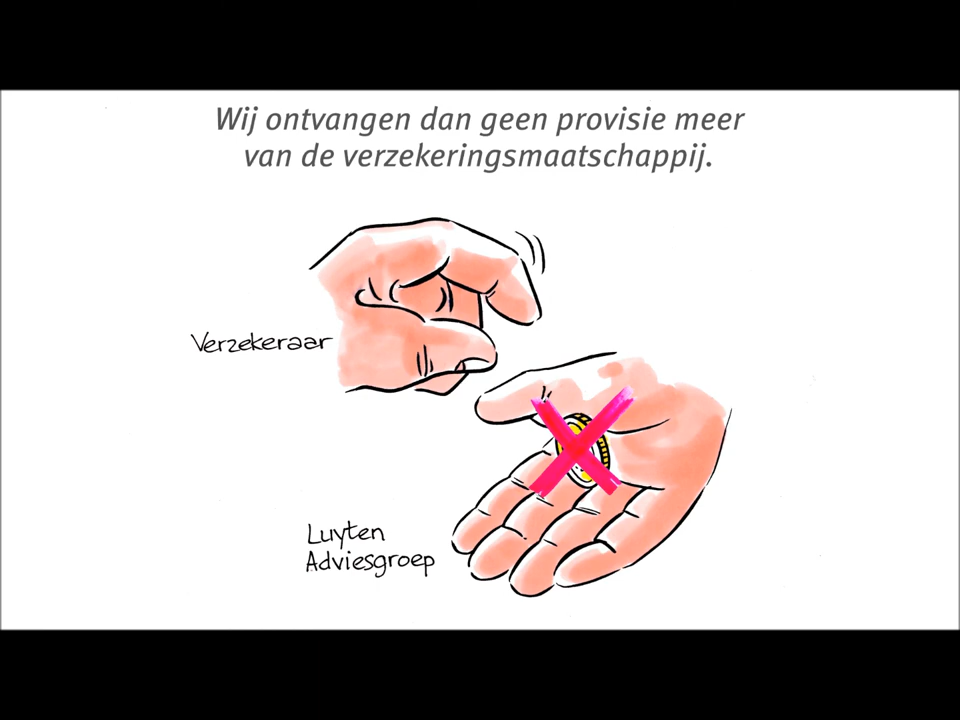 Wij ontvangen dan geen provisie meer
van de verzekeringsmaatschappij.
Verzekeraar
Luyten
Adviesgroep